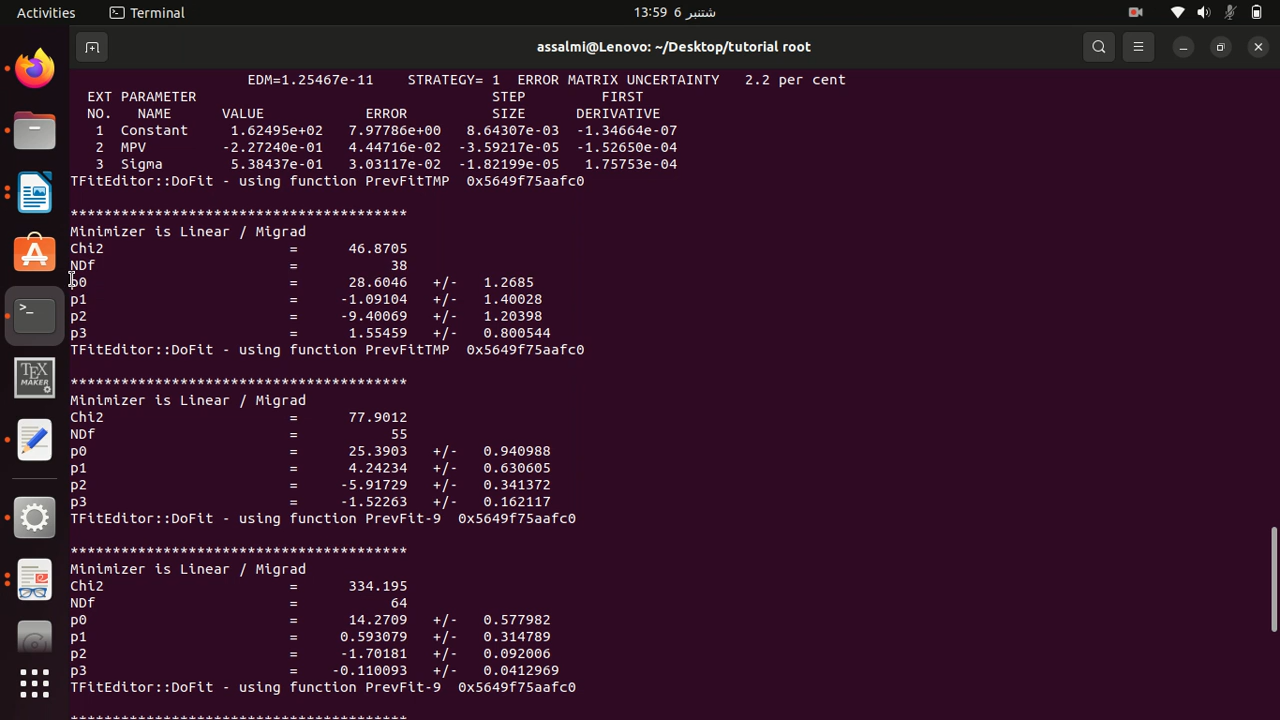 Activities
Terminal
شتنبر 6 13:59
assalmi@Lenovo: ~/Desktop/tutorial root
EDM=1.25467e-11 STRATEGY= 1 ERROR MATRIX UNCERTAINTY 2.2 per cent
EXT PARAMETER STEP FIRST
NO. NAME VALUE ERROR SIZE DERIVATIVE
1 Constant 1.62495e+02 7.97786e+00 8.64307e-03 -1.34664e-07
2 MPV -2.27240e-01 4.44716e-02 -3.59217e-05 -1.52650e-04
3 Sigma 5.38437e-01 3.03117e-02 -1.82199e-05 1.75753e-04
TFitEditor::DoFit - using function PrevFitTMP 0x5649f75aafc0
****************************************
Minimizer is Linear / Migrad
Chi2 = 46.8705
NDf = 38
p0 = 28.6046 +/- 1.2685
p1 = -1.09104 +/- 1.40028
p2 = -9.40069 +/- 1.20398
p3 = 1.55459 +/- 0.800544
TFitEditor::DoFit - using function PrevFitTMP 0x5649f75aafc0
****************************************
Minimizer is Linear / Migrad
Chi2 = 77.9012
NDf = 55
p0 = 25.3903 +/- 0.940988
p1 = 4.24234 +/- 0.630605
p2 = -5.91729 +/- 0.341372
p3 = -1.52263 +/- 0.162117
TFitEditor::DoFit - using function PrevFit-9 0x5649f75aafc0
****************************************
Minimizer is Linear / Migrad
Chi2 = 334.195
NDf = 64
p0 = 14.2709 +/- 0.577982
p1 = 0.593079 +/- 0.314789
p2 = -1.70181 +/- 0.092006
p3 = -0.110093 +/- 0.0412969
TFitEditor::DoFit - using function PrevFit-9 0x5649f75aafc0
****************************************
TEX
MAKER